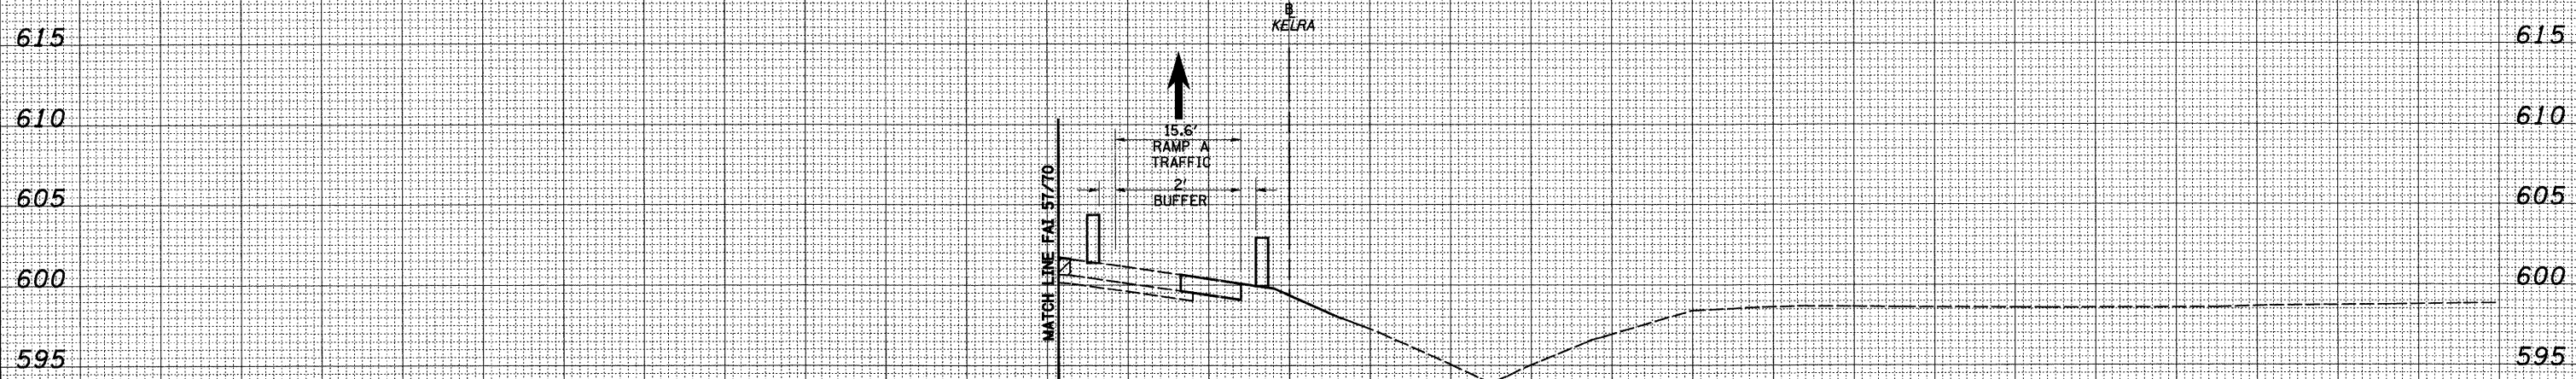 B
KELRA
615 615
610 610
15.6'
RAMP A
TRAFFIC
2'
BUFFER
605 605
MATCH LINE FAI 57/70
600 600
595 595